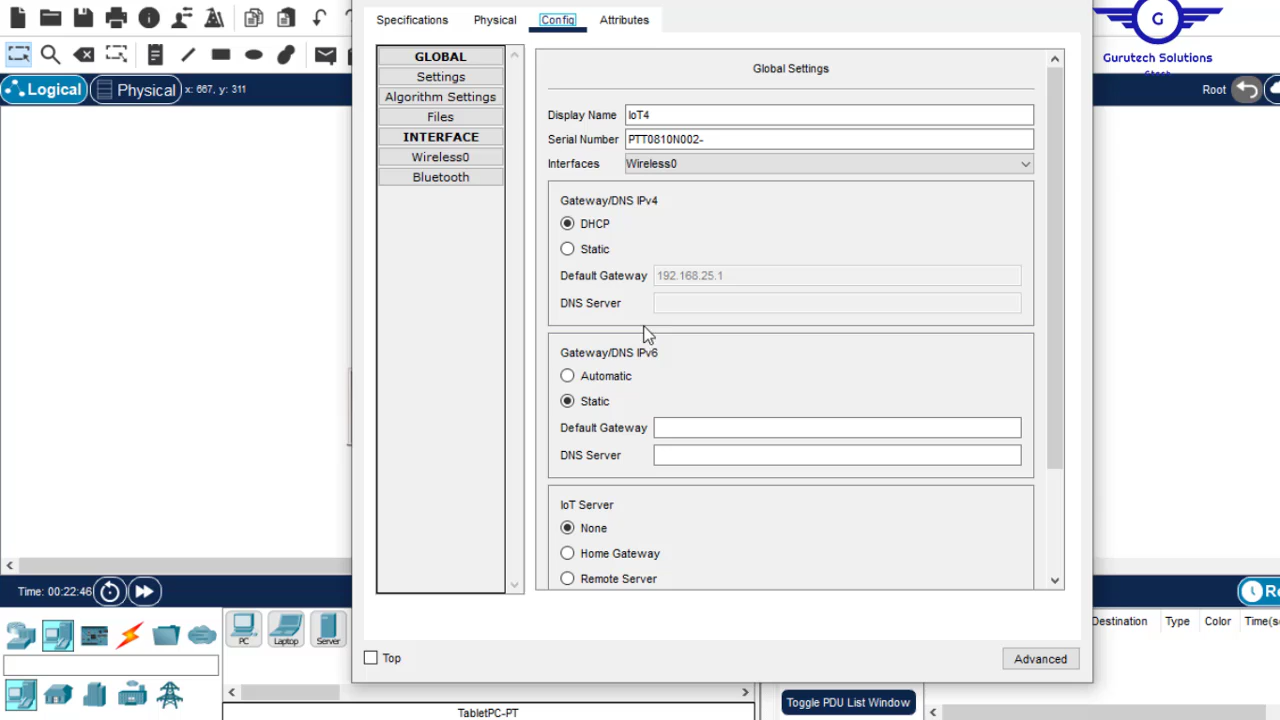 Specifications
Physical
Config
Attributes
G
Gurutech Solutions
Logical
Physical
x: 667, y: 311
Root
GLOBAL
Settings
Algorithm Settings
Files
INTERFACE
Wireless0
Bluetooth
Global Settings
Display Name IoT4
Serial Number PTT0810N002-
Interfaces Wireless0
Gateway/DNS IPv4
DHCP
Static
Default Gateway 192.168.25.1
DNS Server
Gateway/DNS IPv6
Automatic
Static
Default Gateway
DNS Server
IoT Server
None
Home Gateway
Remote Server
Top
Advanced
Time: 00:22:46
PC
Laptop
Server
TabletPC-PT
Destination Type Color Time(s
Toggle PDU List Window